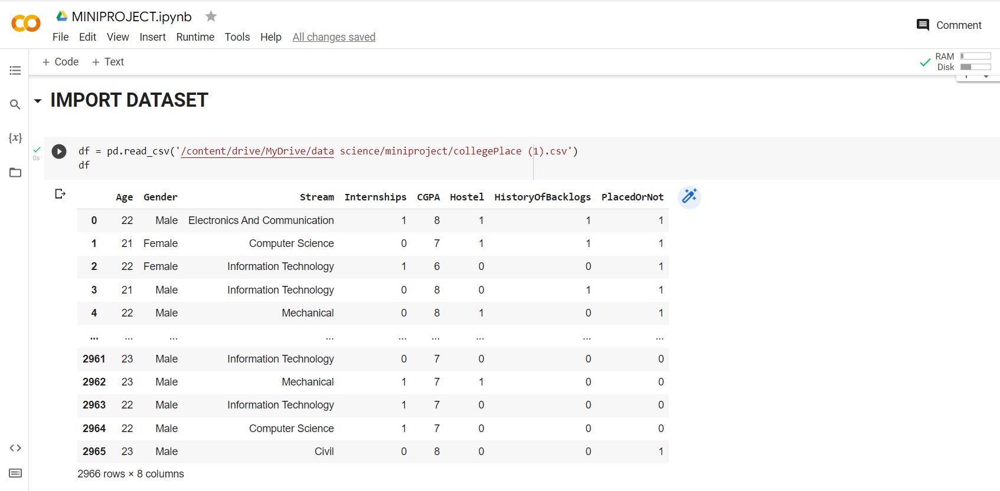 MINIPROJECT.ipynb
Comment
File Edit View Insert Runtime Tools Help All changes saved
+ Code + Text
RAM
Disk
IMPORT DATASET
{x}
0s
df = pd.read_csv('/content/drive/MyDrive/data science/miniproject/collegePlace (1).csv')
df
Age Gender Stream Internships CGPA Hostel HistoryOfBacklogs PlacedOrNot
0 22 Male Electronics And Communication 1 8 1 1 1
1 21 Female Computer Science 0 7 1 1 1
2 22 Female Information Technology 1 6 0 0 1
3 21 Male Information Technology 0 8 0 1 1
4 22 Male Mechanical 0 8 1 0 1
... ... ... ... ... ... ... ... ...
2961 23 Male Information Technology 0 7 0 0 0
2962 23 Male Mechanical 1 7 1 0 0
2963 22 Male Information Technology 1 7 0 0 0
2964 22 Male Computer Science 1 7 0 0 0
2965 23 Male Civil 0 8 0 0 1
2966 rows × 8 columns